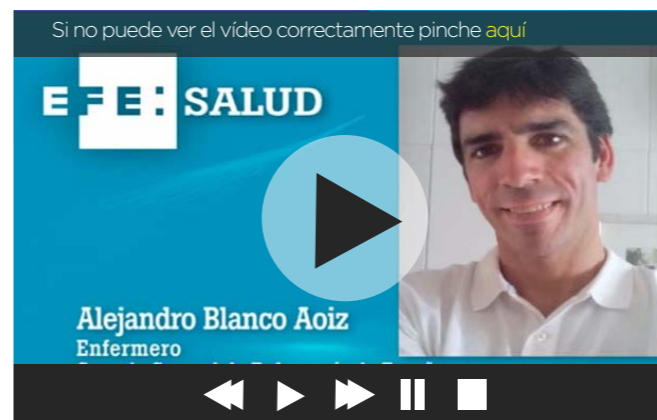 Si no puede ver el vídeo correctamente pinche aquí
EFE: SALUD
Alejandro Blanco Aoiz
Enfermero